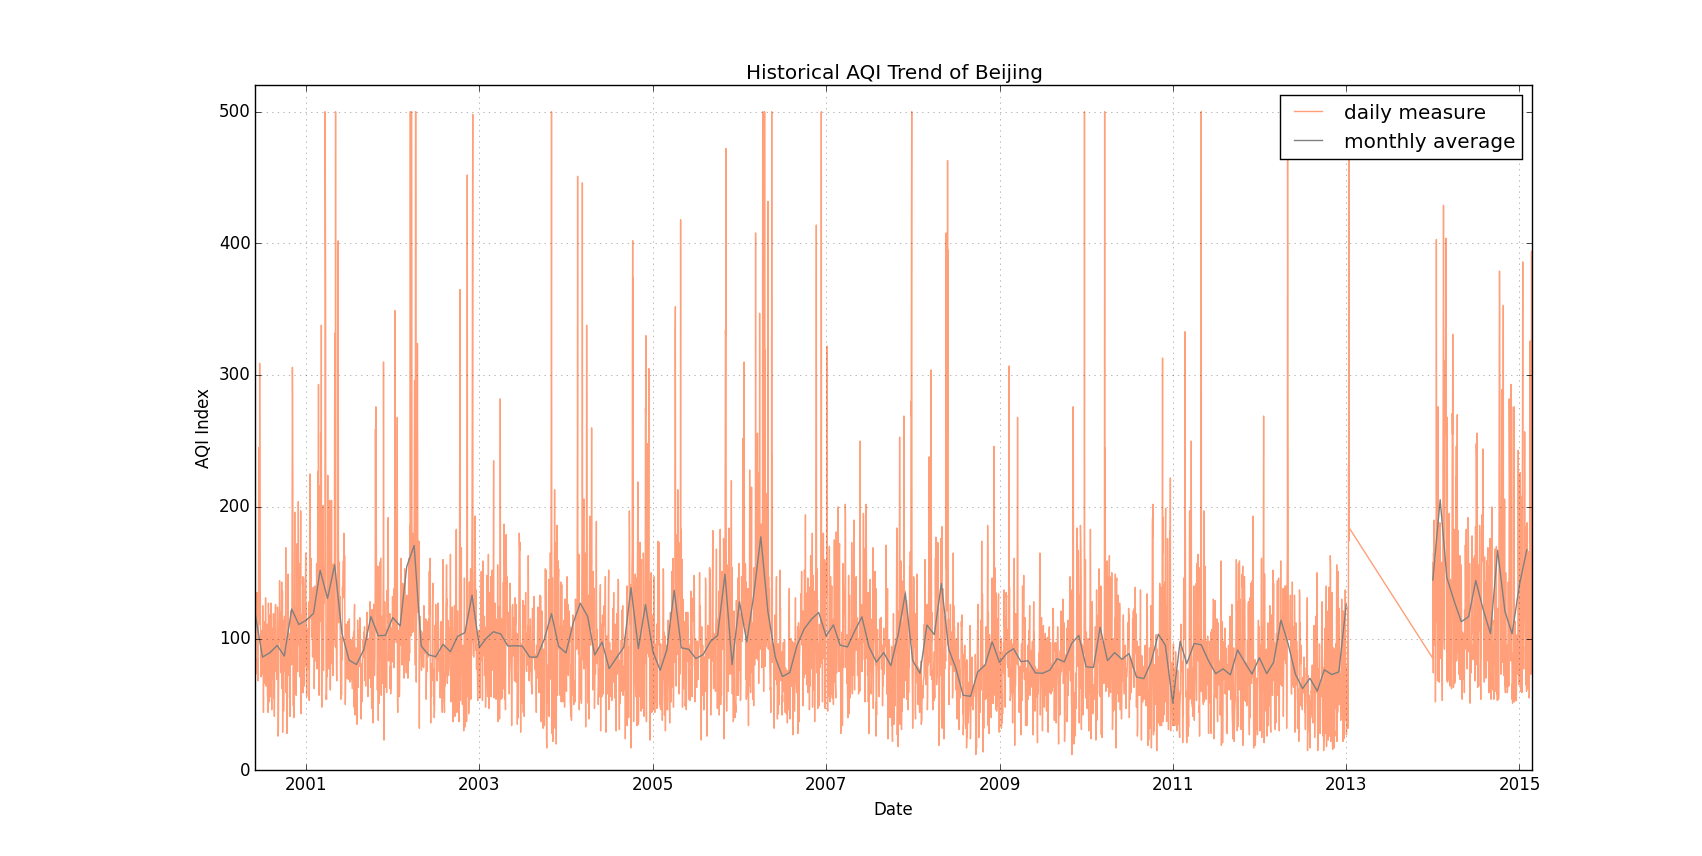 Historical AQI Trend of Beijing
daily measure
monthly average
500
400
300
200
100
0
AQI Index
2001 2003 2005 2007 2009 2011 2013 2015
Date